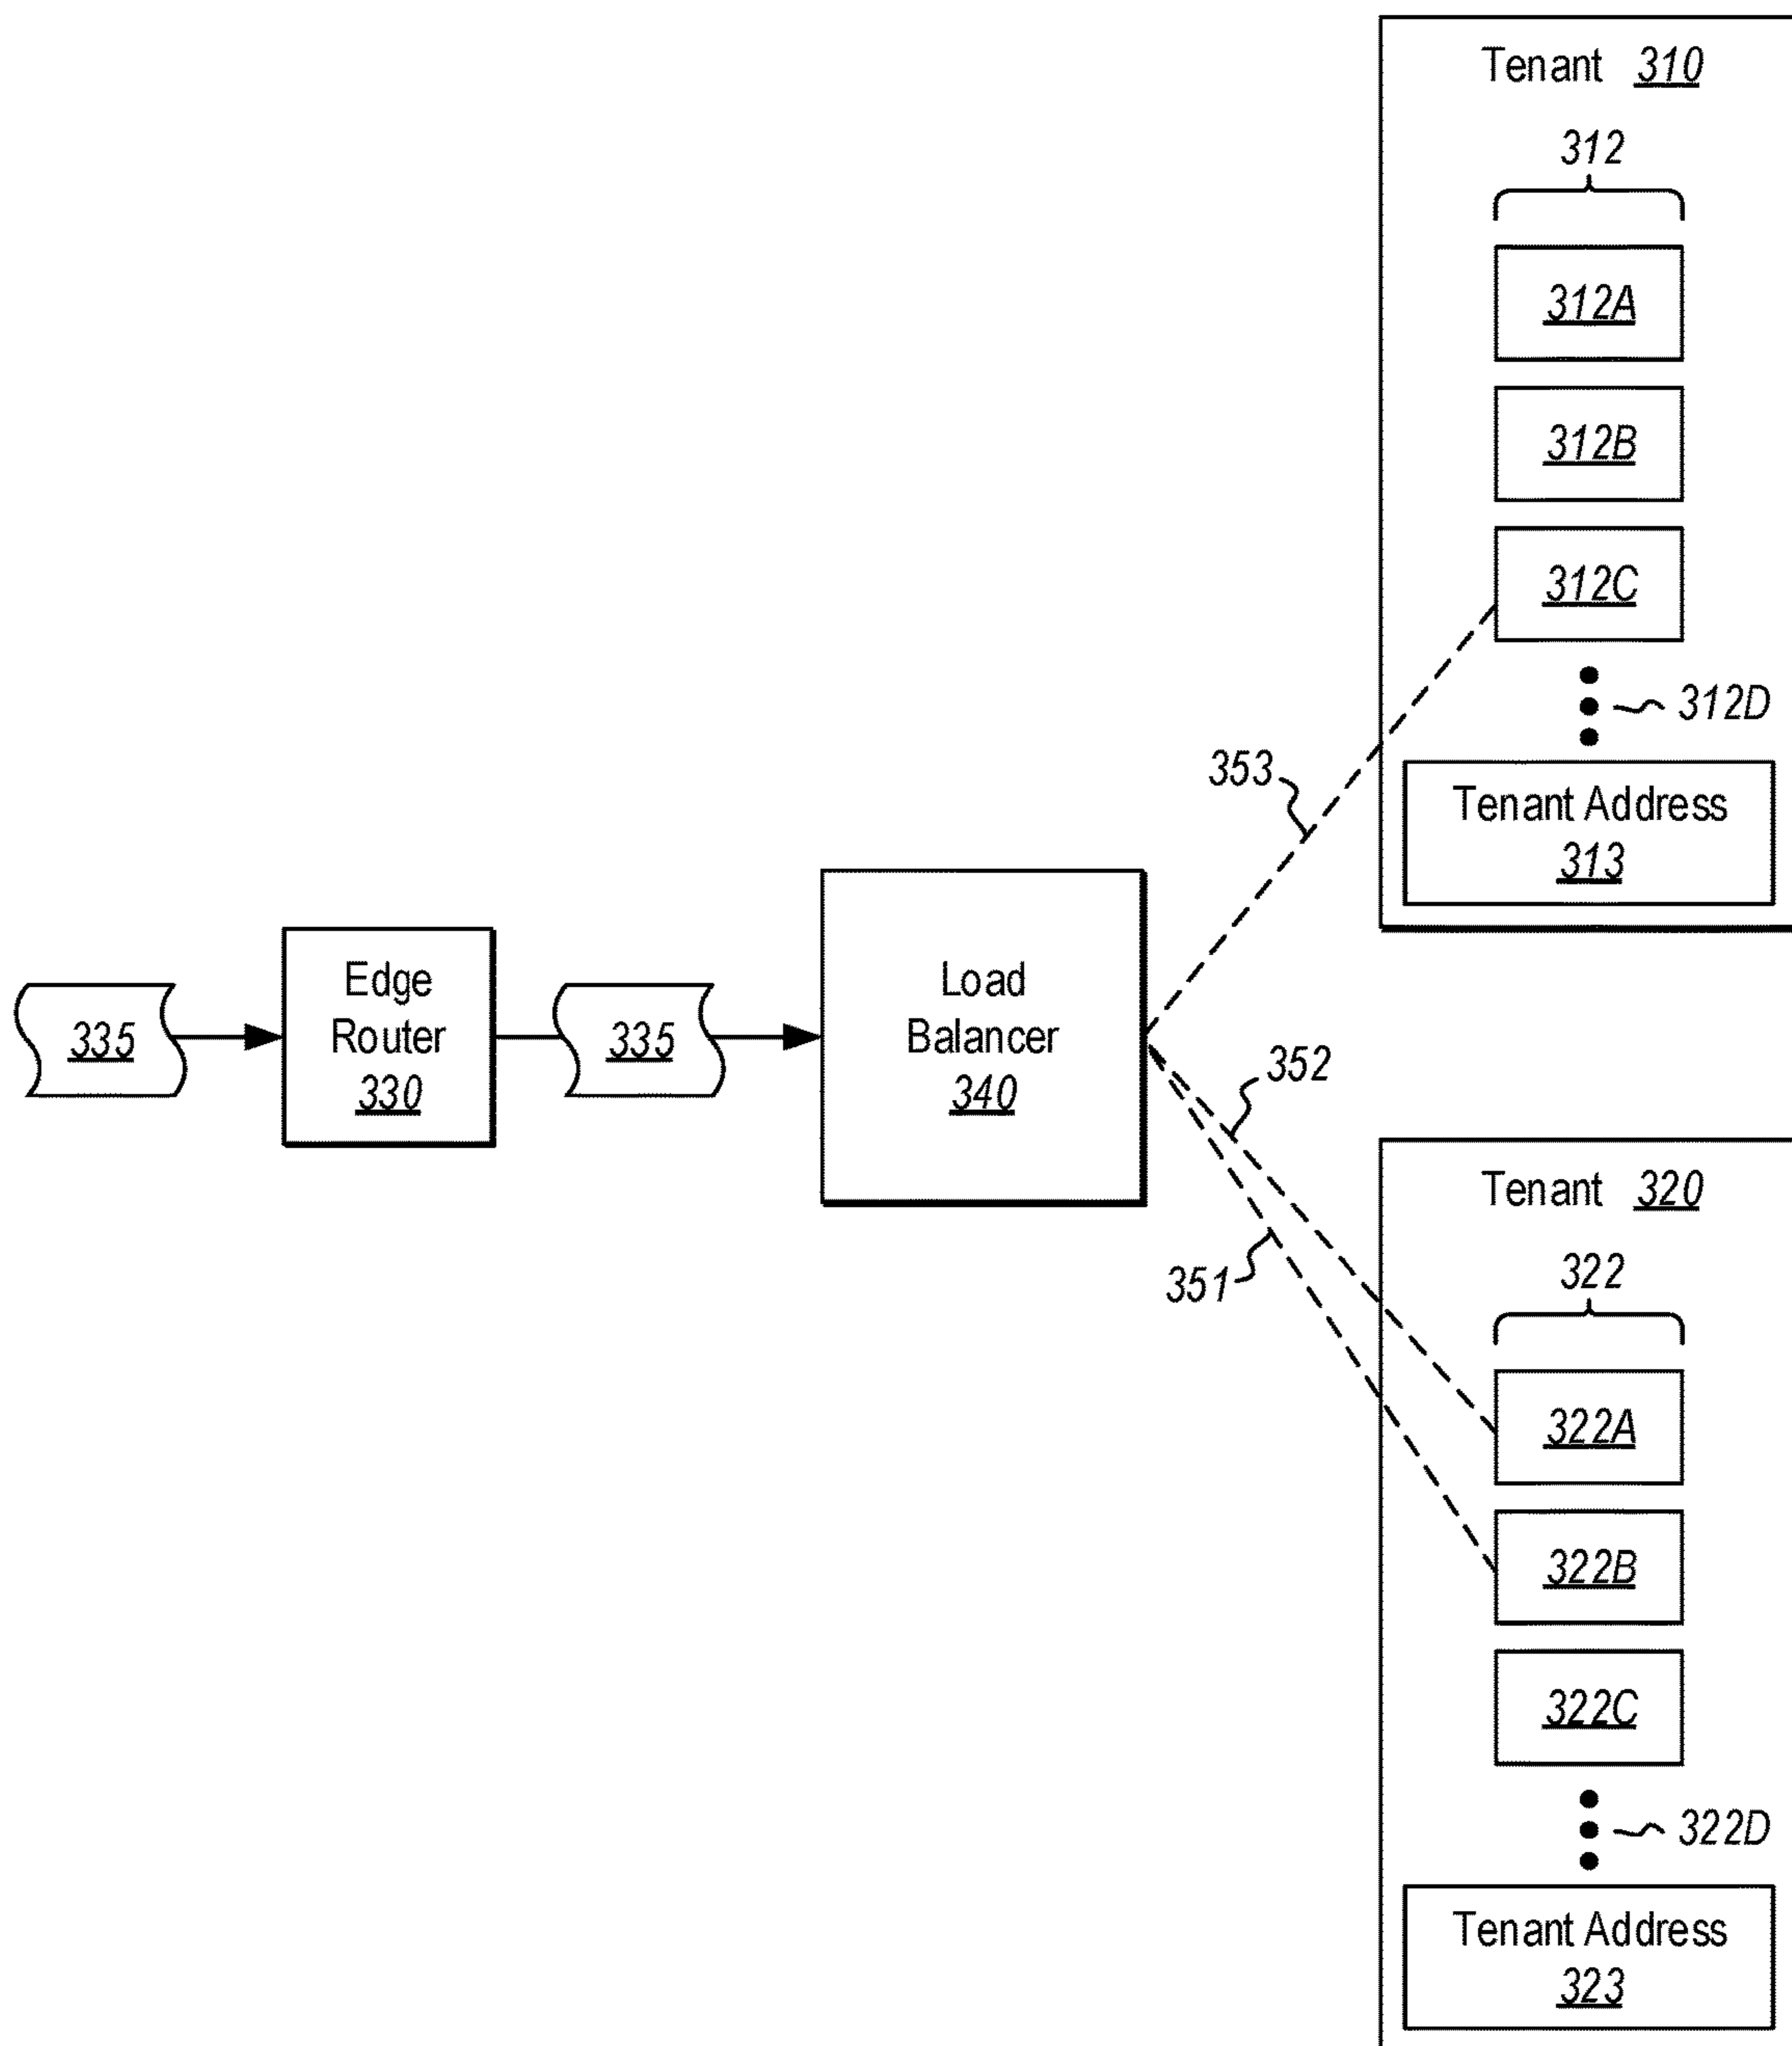 Tenant 310
312
312A
312B
312C
312D
Tenant Address
313
353
335
Edge
Router
330
335
Load
Balancer
340
352
351
Tenant 320
322
322A
322B
322C
322D
Tenant Address
323